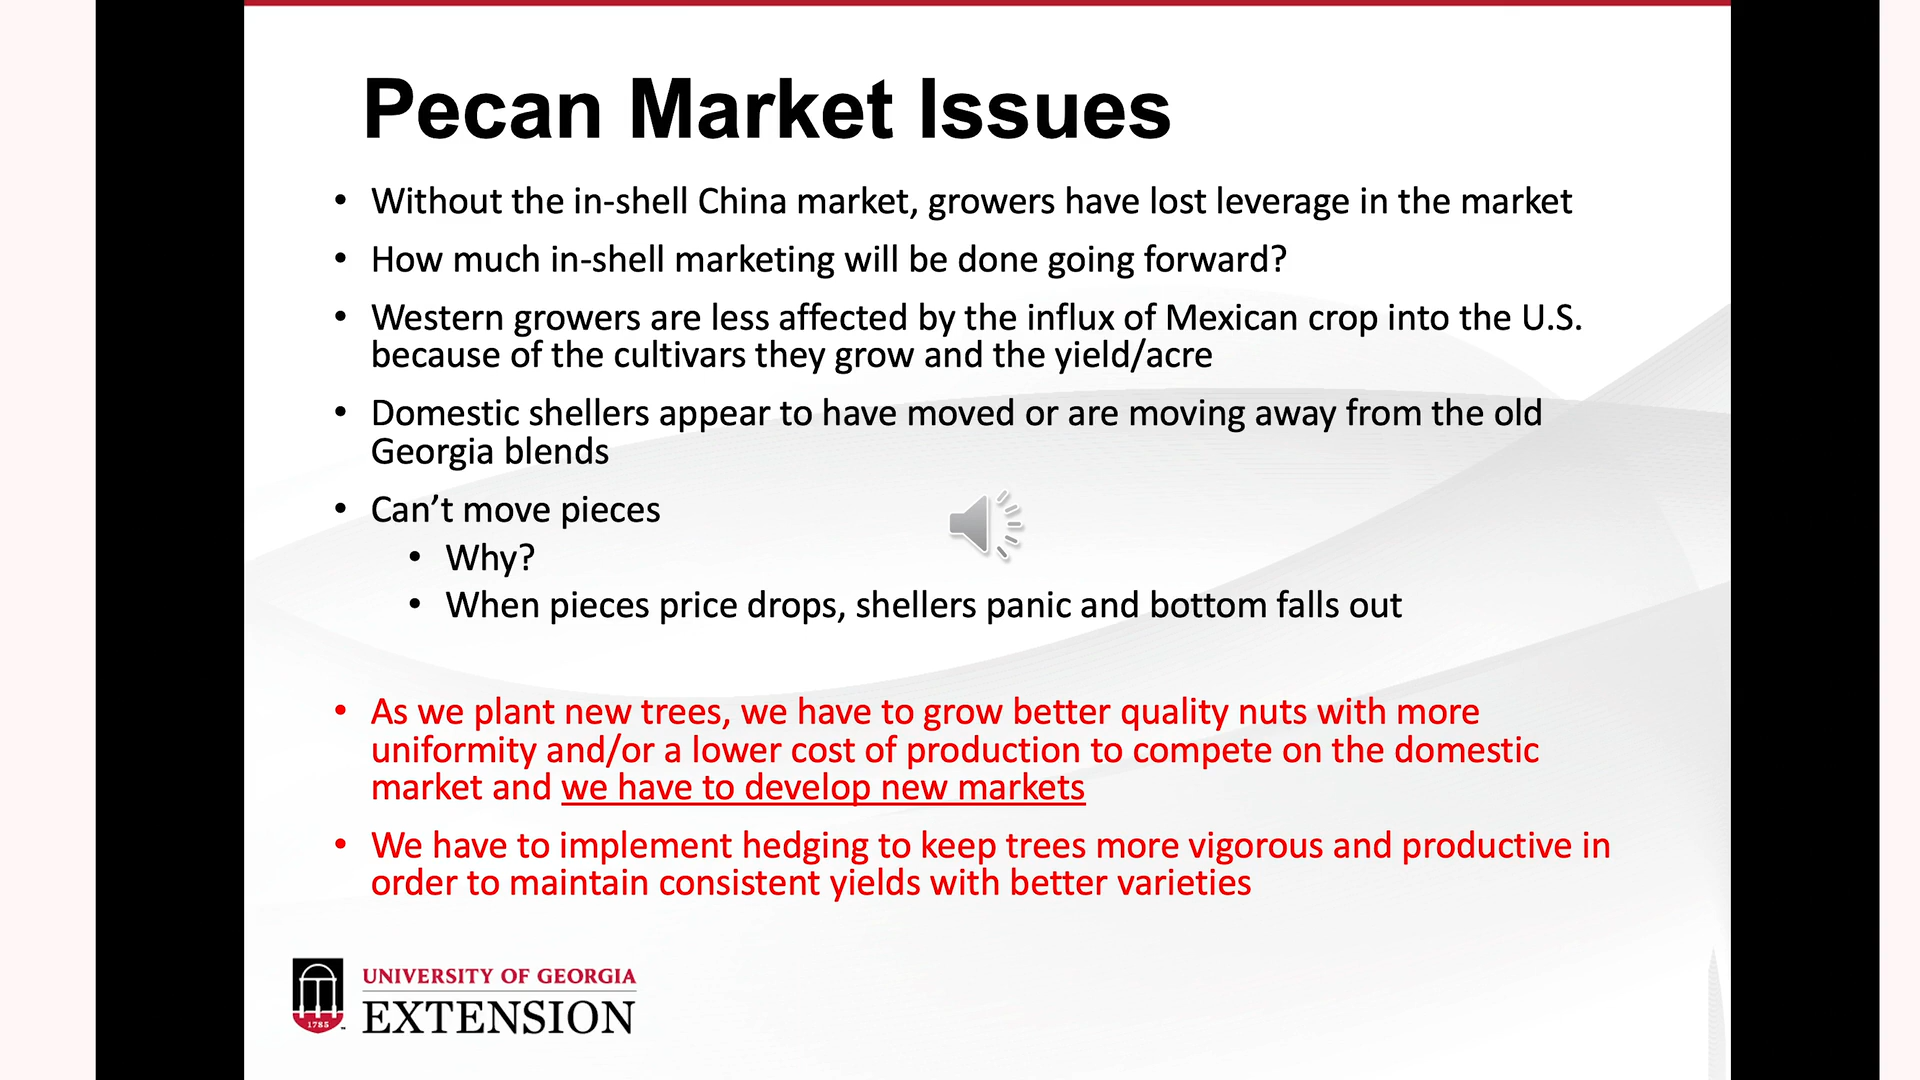 Pecan Market Issues
• Without the in-shell China market, growers have lost leverage in the market
• How much in-shell marketing will be done going forward?
• Western growers are less affected by the influx of Mexican crop into the U.S.
because of the cultivars they grow and the yield/acre
• Domestic shellers appear to have moved or are moving away from the old
Georgia blends
• Can’t move pieces
• Why?
• When pieces price drops, shellers panic and bottom falls out
• As we plant new trees, we have to grow better quality nuts with more
uniformity and/or a lower cost of production to compete on the domestic
market and we have to develop new markets
• We have to implement hedging to keep trees more vigorous and productive in
order to maintain consistent yields with better varieties
1785
UNIVERSITY OF GEORGIA
EXTENSION